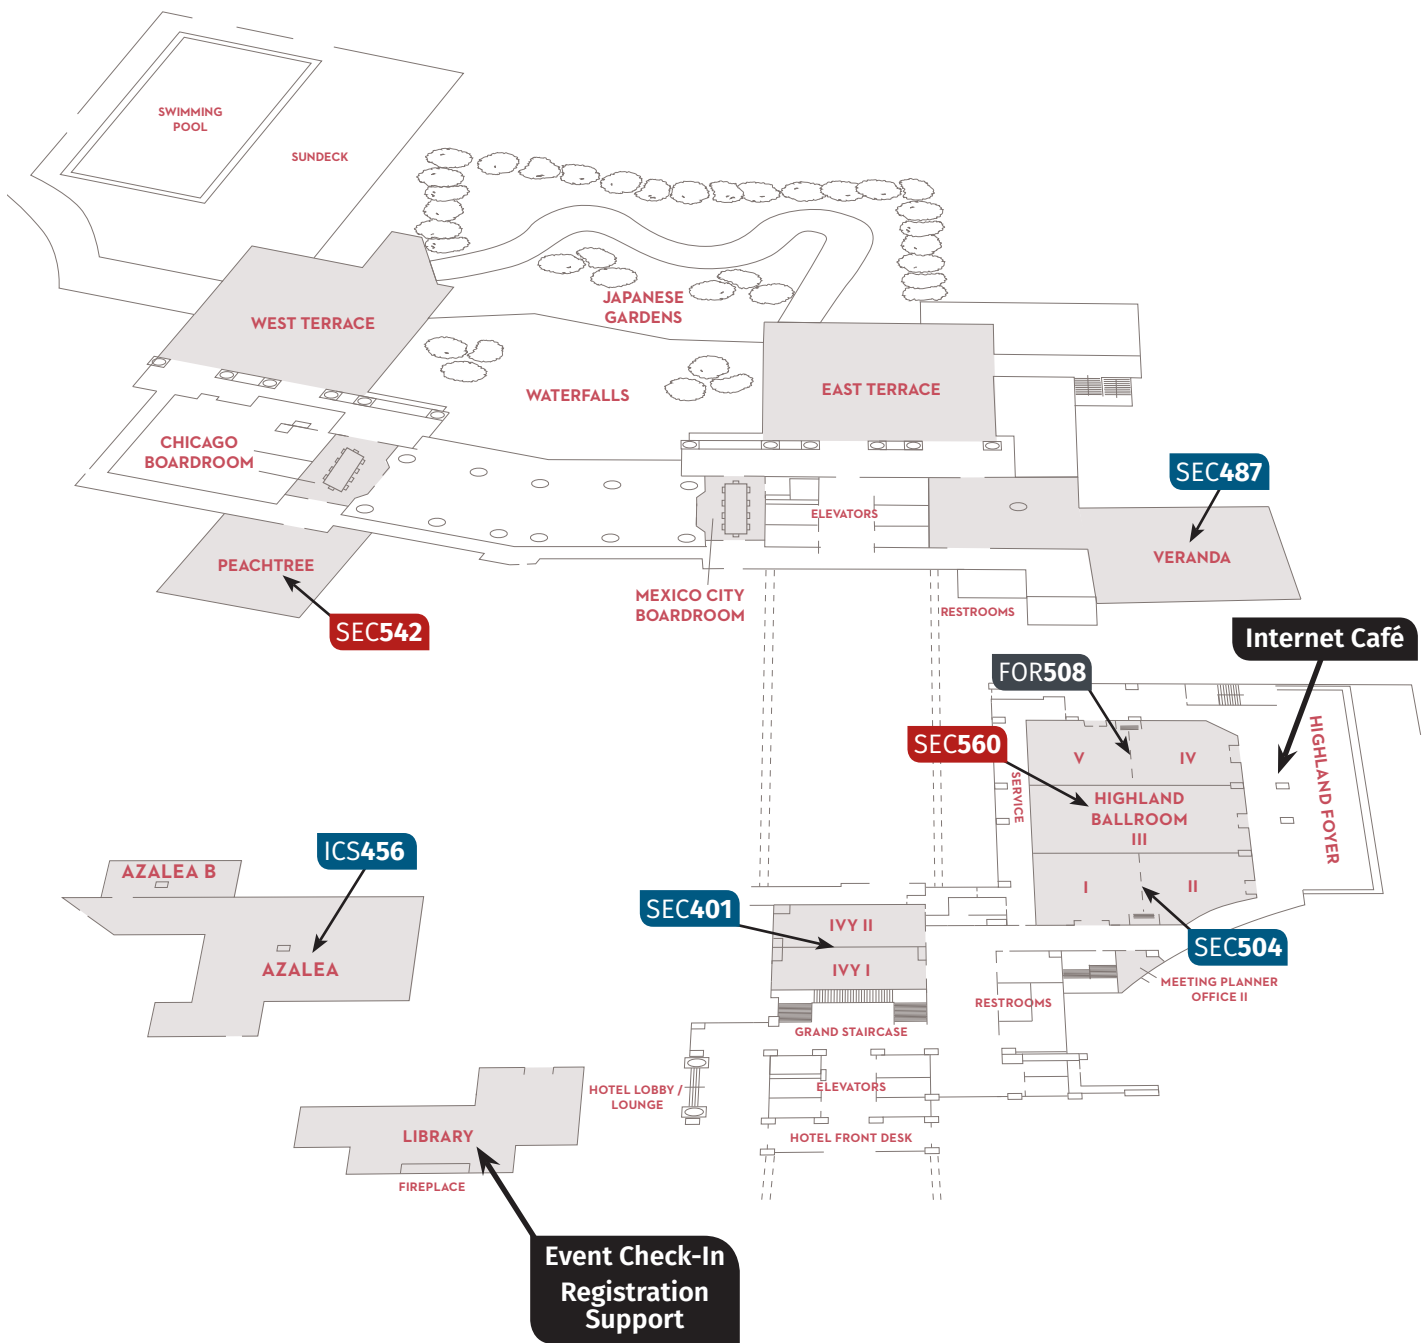 SWIMMING
POOL
SUNDECK
JAPANESE
GARDENS
WEST TERRACE
WATERFALLS
EAST TERRACE
CHICAGO
BOARDROOM
SEC487
ELEVATORS
VERANDA
PEACHTREE
MEXICO CITY
BOARDROOM
RESTROOMS
SEC542
Internet Café
FOR508
SEC560
V
IV
HIGHLAND FOYER
SERVICE
HIGHLAND
BALLROOM
III
I
II
ICS456
AZALEA B
AZALEA
SEC401
IVY II
IVY I
SEC504
MEETING PLANNER
OFFICE II
RESTROOMS
GRAND STAIRCASE
HOTEL LOBBY /
LOUNGE
ELEVATORS
HOTEL FRONT DESK
LIBRARY
FIREPLACE
Event Check-In
Registration
Support